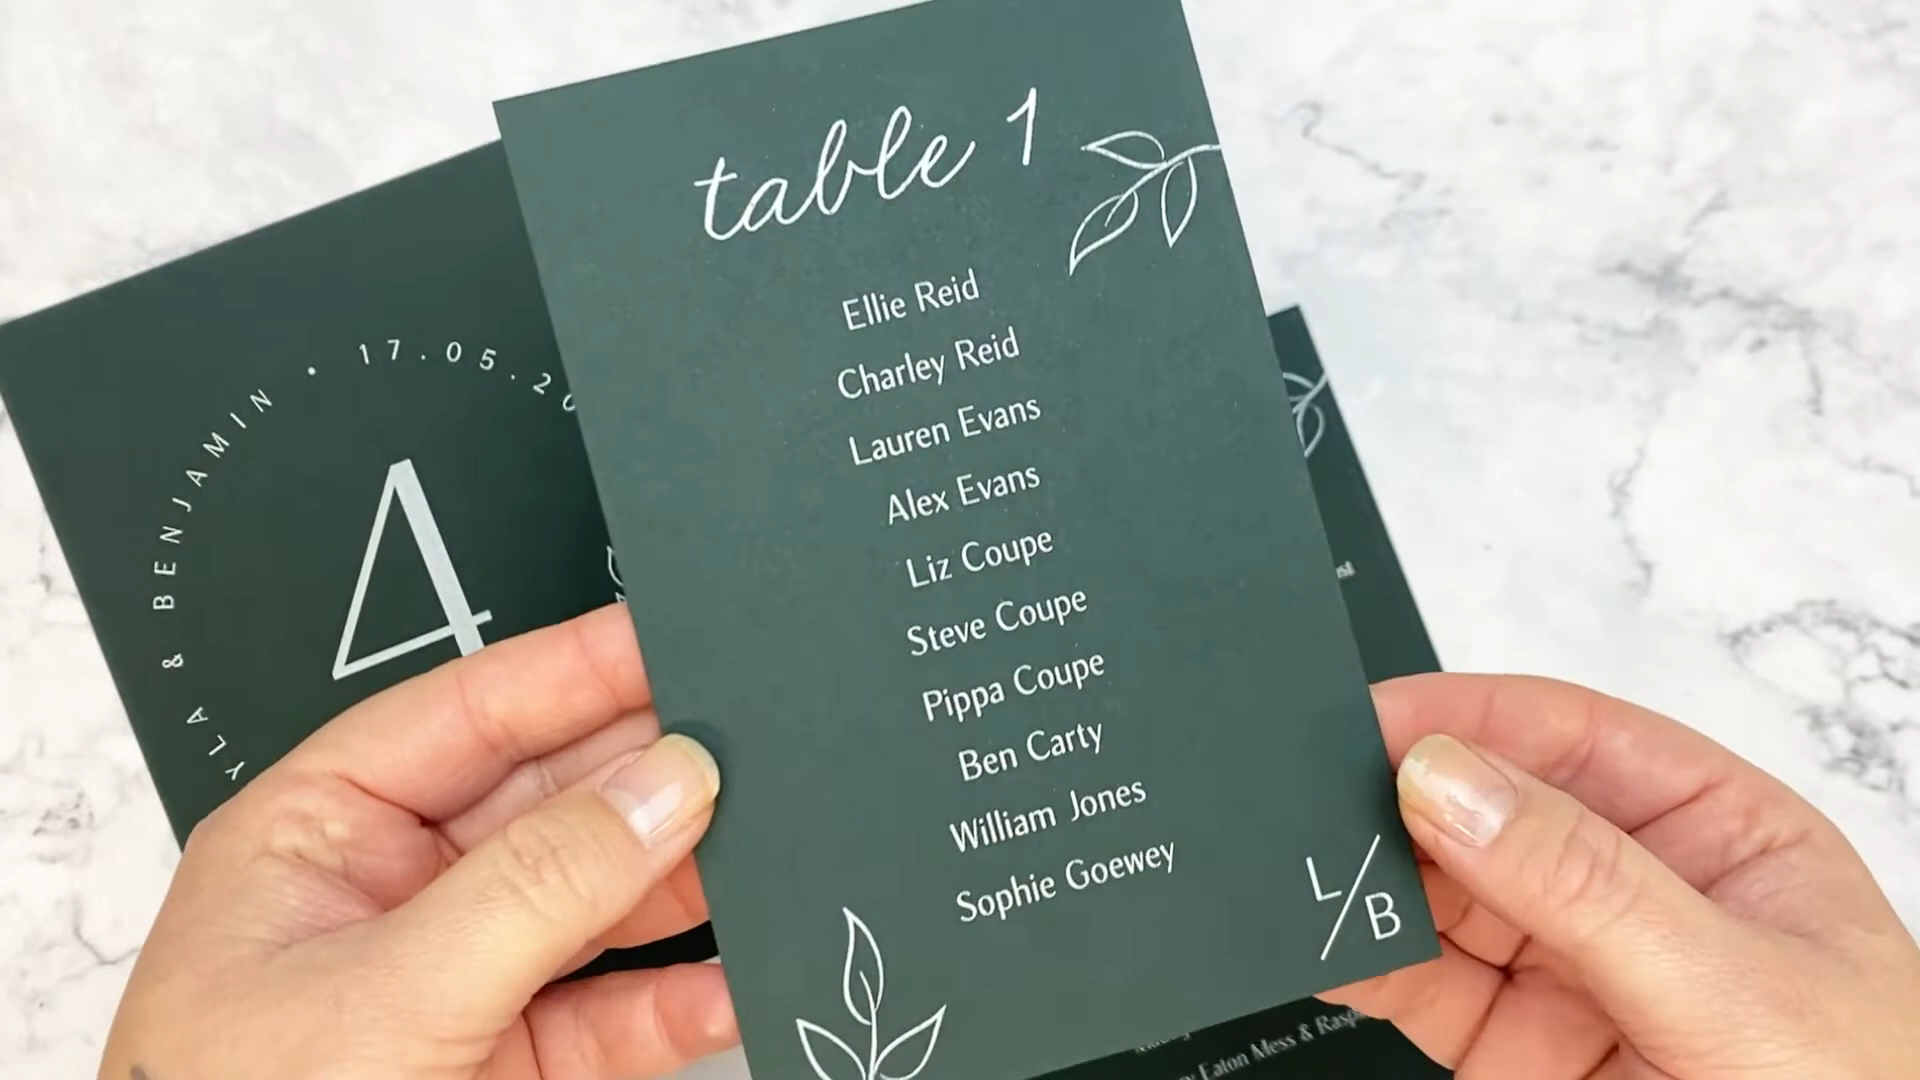 table 1
Ellie Reid
Charley Reid
Lauren Evans
Alex Evans
Liz Coupe
Steve Coupe
Pippa Coupe
Ben Carty
William Jones
Sophie Goewey
L/B
YLA & BENJAMIN • 17.05.20
4
Eaton Mess &